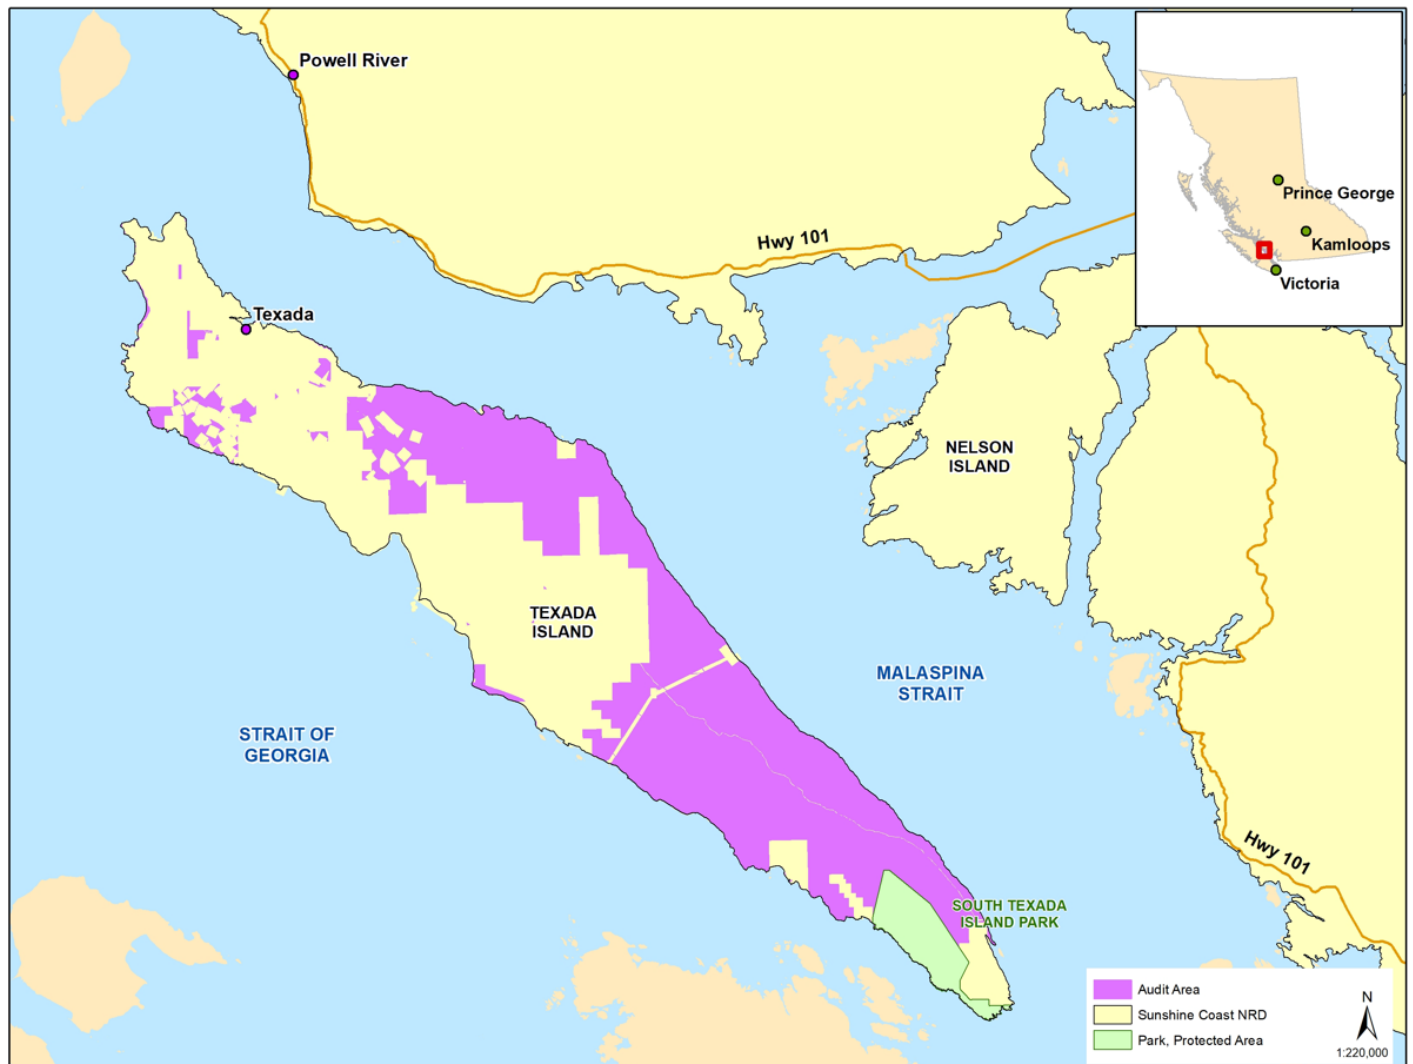 Powell River
Prince George
Kamloops
Victoria
Hwy 101
Texada
NELSON
ISLAND
TEXADA
ISLAND
MALASPINA
STRAIT
STRAIT OF
GEORGIA
Hwy 101
SOUTH TEXADA
ISLAND PARK
Audit Area
Sunshine Coast NRD
Park, Protected Area
N
1:220,000